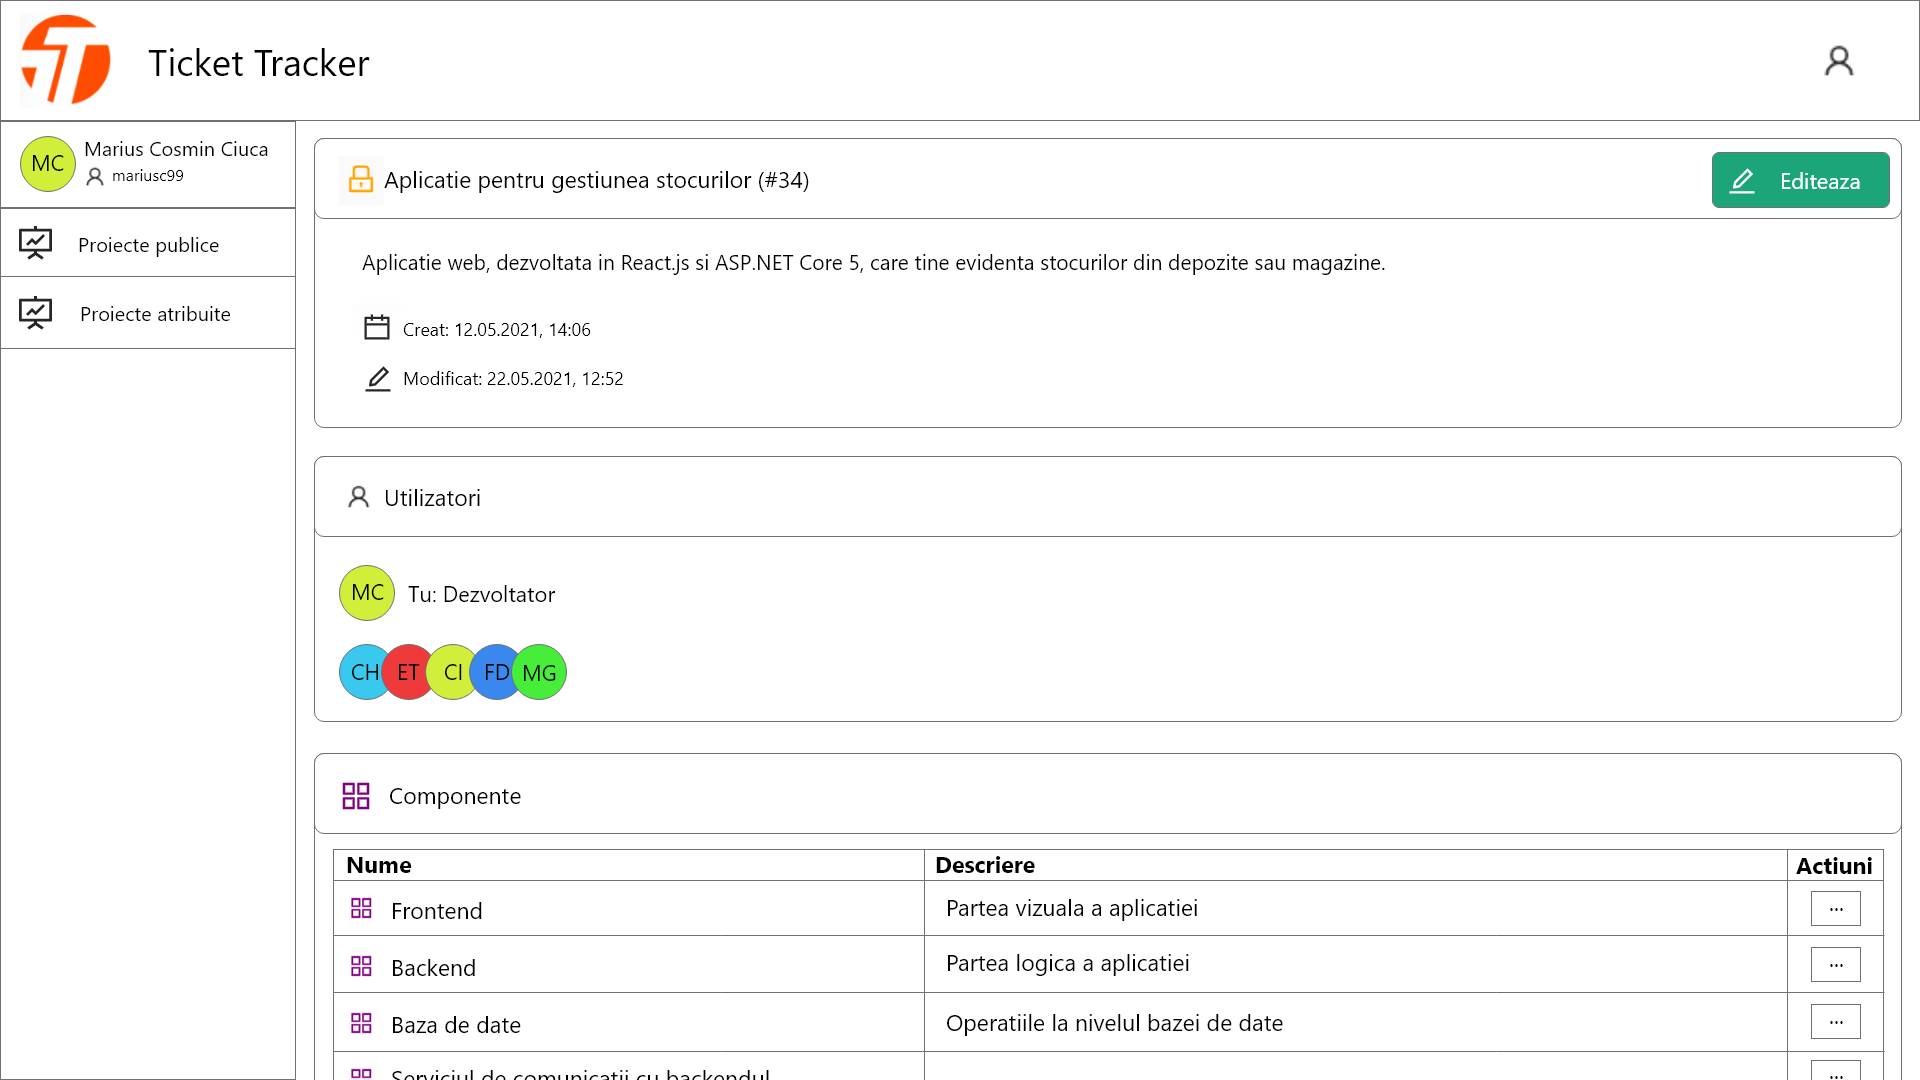 Ticket Tracker
MC
Marius Cosmin Ciuca
mariusc99
Proiecte publice
Proiecte atribuite
Aplicatie pentru gestiunea stocurilor (#34)
Editeaza
Aplicatie web, dezvoltata in React.js si ASP.NET Core 5, care tine evidenta stocurilor din depozite sau magazine.
Creat: 12.05.2021, 14:06
Modificat: 22.05.2021, 12:52
Utilizatori
MC Tu: Dezvoltator
CH ET CI FD MG
Componente
Nume Descriere Actiuni
Frontend Partea vizuala a aplicatiei ...
Backend Partea logica a aplicatiei ...
Baza de date Operatiile la nivelul bazei de date ...
Serviciul de comunicatii cu backendul ...